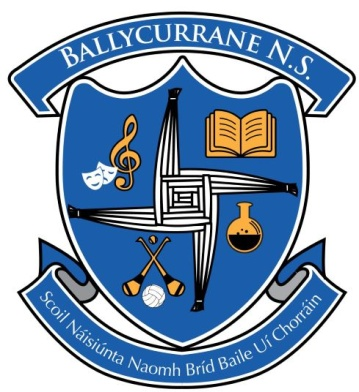 BALLYCURRANE N.S.
Scoil Náisiúnta Naomh Bríd Baile Uí Chorráin